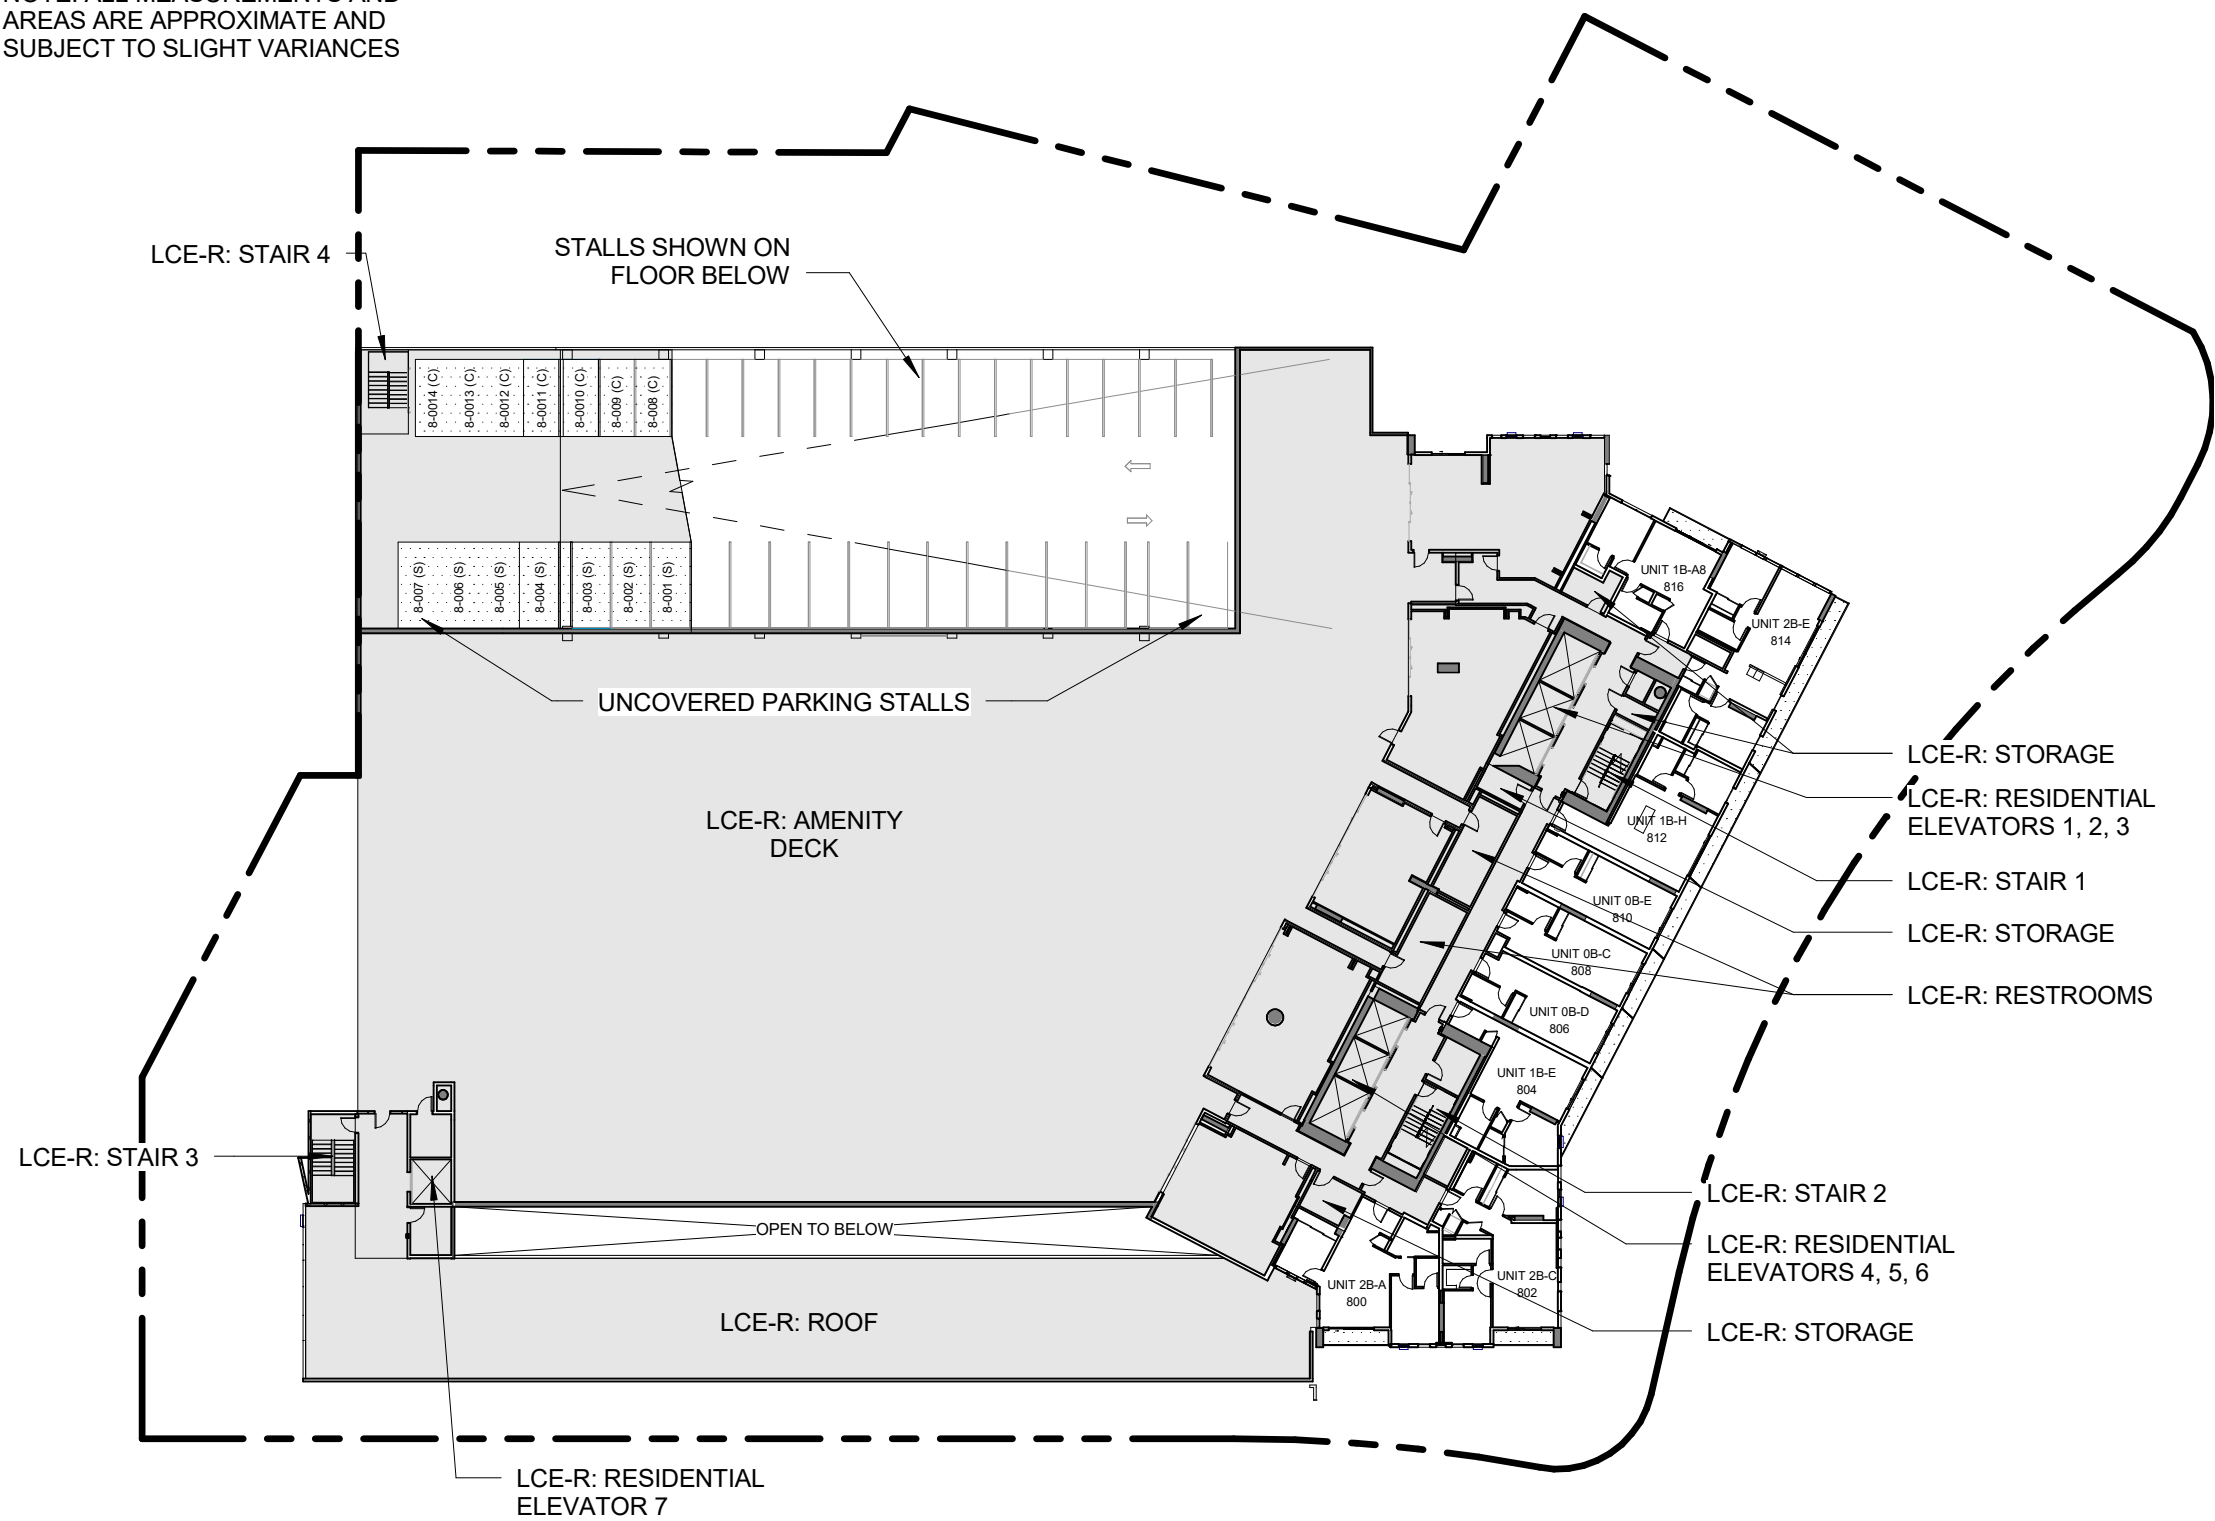 NOTE: ALL MEASUREMENTS AND
AREAS ARE APPROXIMATE AND
SUBJECT TO SLIGHT VARIANCES
LCE-R: STAIR 4
STALLS SHOWN ON
FLOOR BELOW
8-0014 (C)
8-0013 (C)
8-0012 (C)
8-0011 (C)
8-0010 (C)
8-009 (C)
8-008 (C)
8-007 (S)
8-006 (S)
8-005 (S)
8-004 (S)
8-003 (S)
8-002 (S)
8-001 (S)
UNCOVERED PARKING STALLS
UNIT 1B-A8
816
UNIT 2B-E
814
LCE-R: STORAGE
LCE-R: RESIDENTIAL
ELEVATORS 1, 2, 3
LCE-R: AMENITY
DECK
UNIT 1B-H
812
LCE-R: STAIR 1
UNIT 0B-E
810
LCE-R: STORAGE
UNIT 0B-C
808
LCE-R: RESTROOMS
UNIT 0B-D
806
UNIT 1B-E
804
LCE-R: STAIR 3
LCE-R: STAIR 2
OPEN TO BELOW
LCE-R: RESIDENTIAL
ELEVATORS 4, 5, 6
UNIT 2B-A
800
UNIT 2B-C
802
LCE-R: ROOF
LCE-R: STORAGE
LCE-R: RESIDENTIAL
ELEVATOR 7